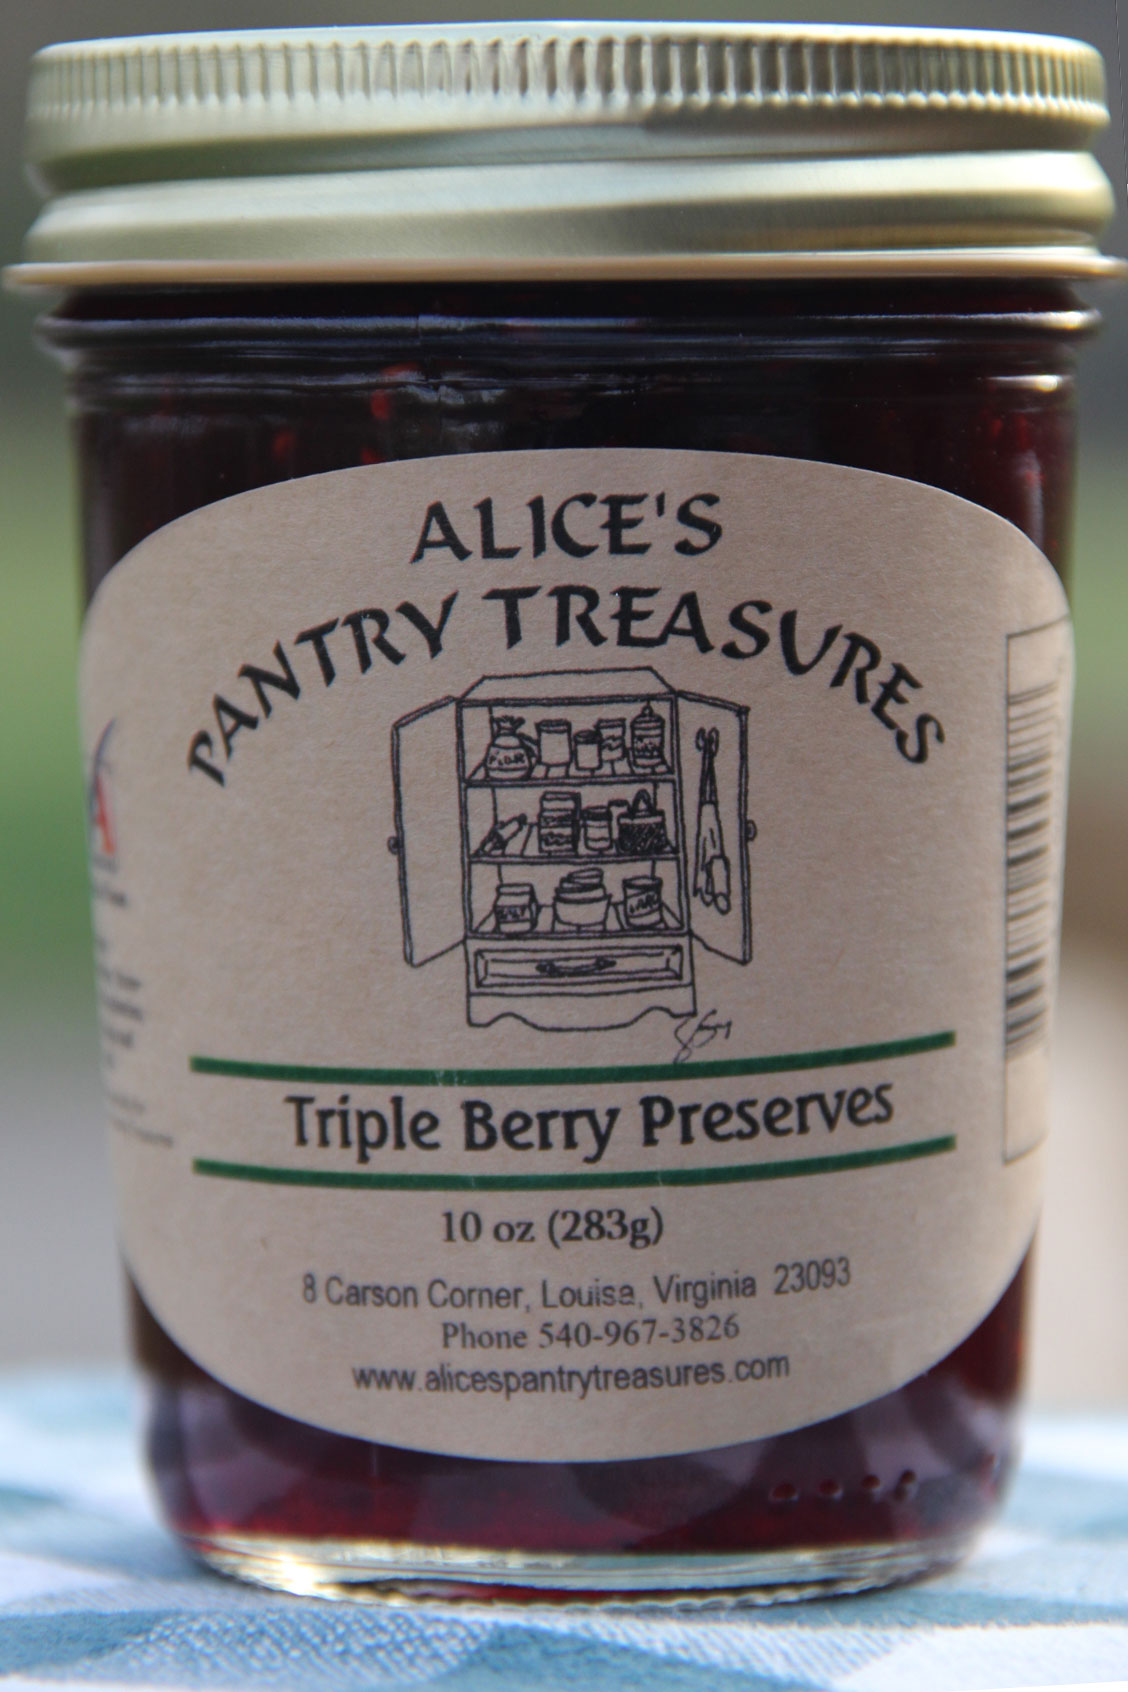 ALICE'S
PANTRY TREASURES
Triple Berry Preserves
10 oz (283g)
8 Carson Corner, Louisa, Virginia 23093
Phone 540-967-3826
www.alicespantrytreasures.com